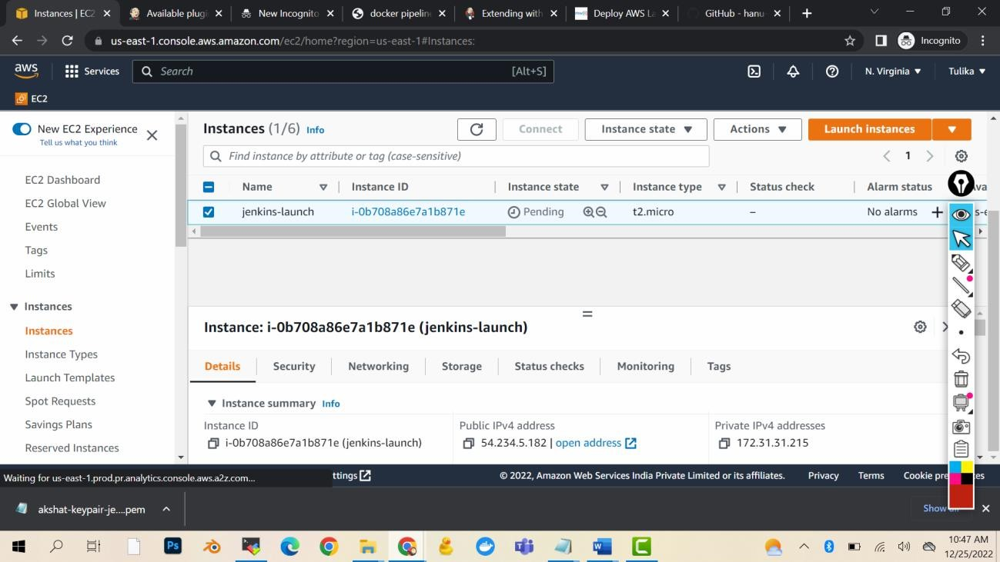 Instances | EC2
Available plugi
New Incognito
docker pipeline
Extending with
Deploy AWS La
GitHub - hanu-
us-east-1.console.aws.amazon.com/ec2/home?region=us-east-1#Instances:
Incognito
aws
Services
Search
[Alt+S]
N. Virginia
Tulika
EC2
New EC2 Experience
Tell us what you think
EC2 Dashboard
EC2 Global View
Events
Tags
Limits
Instances
Instances
Instance Types
Launch Templates
Spot Requests
Savings Plans
Reserved Instances
Instances (1/6) Info
Connect
Instance state
Actions
Launch instances
Find instance by attribute or tag (case-sensitive)
1
Name
Instance ID
Instance state
Instance type
Status check
Alarm status
jenkins-launch
i-0b708a86e7a1b871e
Pending
t2.micro
–
No alarms
Instance: i-0b708a86e7a1b871e (jenkins-launch)
Details
Security
Networking
Storage
Status checks
Monitoring
Tags
Instance summary Info
Instance ID
i-0b708a86e7a1b871e (jenkins-launch)
Public IPv4 address
54.234.5.182 | open address
Private IPv4 addresses
172.31.31.215
Waiting for us-east-1.prod.pr.analytics.console.aws.a2z.com...
ttings
© 2022, Amazon Web Services India Private Limited or its affiliates.
Privacy
Terms
Cookie pre
es
akshat-keypair-je....pem
Show
10:47 AM
12/25/2022